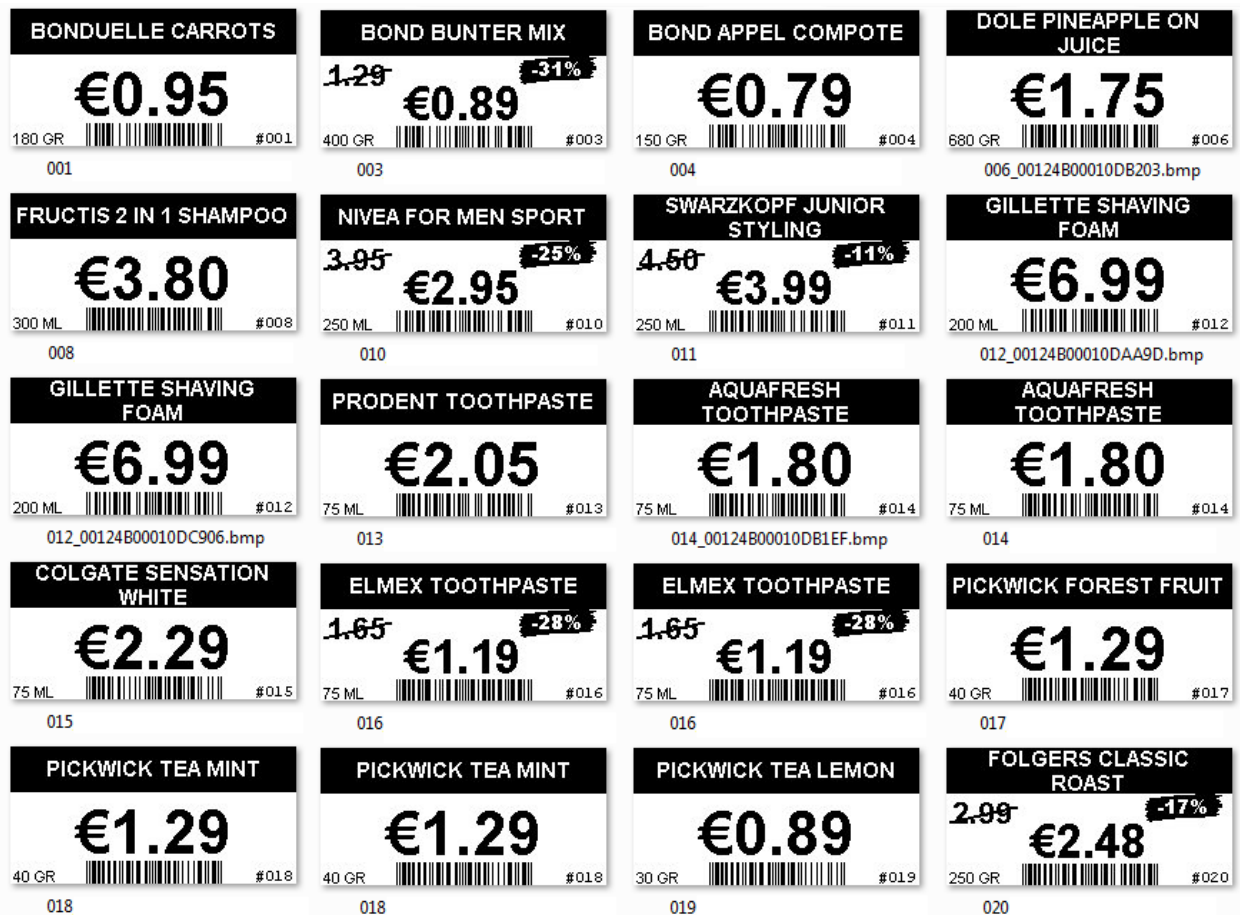 BONDUELLE CARROTS
€0.95
180 GR #001
001
BOND BUNTER MIX
1.29 -31%
€0.89
400 GR #003
003
BOND APPEL COMPOTE
€0.79
150 GR #004
004
DOLE PINEAPPLE ON
JUICE
€1.75
680 GR #006
006_00124B00010DB203.bmp
FRUCTIS 2 IN 1 SHAMPOO
€3.80
300 ML #008
008
NIVEA FOR MEN SPORT
3.95 -25%
€2.95
250 ML #010
010
SWARZKOPF JUNIOR
STYLING
4.50 -11%
€3.99
250 ML #011
011
GILLETTE SHAVING
FOAM
€6.99
200 ML #012
012_00124B00010DAA9D.bmp
GILLETTE SHAVING
FOAM
€6.99
200 ML #012
012_00124B00010DC906.bmp
PRODENT TOOTHPASTE
€2.05
75 ML #013
013
AQUAFRESH
TOOTHPASTE
€1.80
75 ML #014
014_00124B00010DB1EF.bmp
AQUAFRESH
TOOTHPASTE
€1.80
75 ML #014
014
COLGATE SENSATION
WHITE
€2.29
75 ML #015
015
ELMEX TOOTHPASTE
1.65 -28%
€1.19
75 ML #016
016
ELMEX TOOTHPASTE
1.65 -28%
€1.19
75 ML #016
016
PICKWICK FOREST FRUIT
€1.29
40 GR #017
017
PICKWICK TEA MINT
€1.29
40 GR #018
018
PICKWICK TEA MINT
€1.29
40 GR #018
018
PICKWICK TEA LEMON
€0.89
30 GR #019
019
FOLGERS CLASSIC
ROAST
2.99 -17%
€2.48
250 GR #020
020